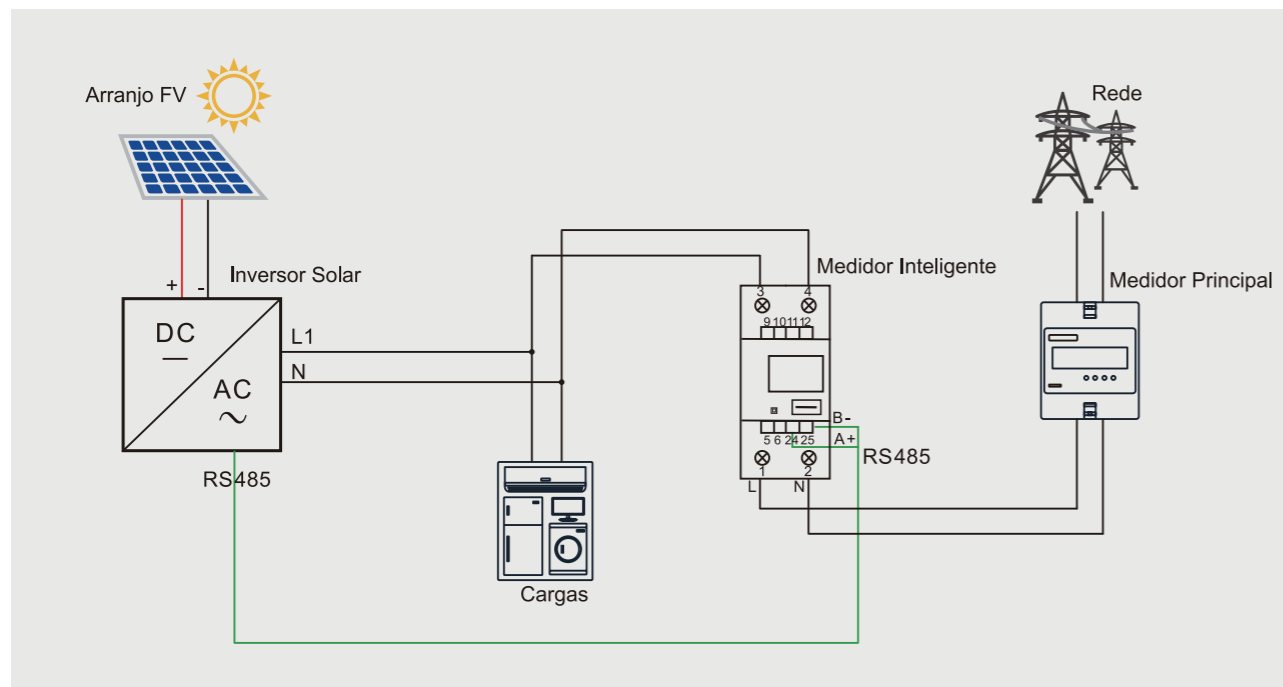 Arranjo FV
Rede
Inversor Solar
Medidor Inteligente
Medidor Principal
+ -
3 4
9 10 11 12
DC
AC
L1
N
B-
5 6 24 25
A+
RS485
1 2
L N
RS485
Cargas